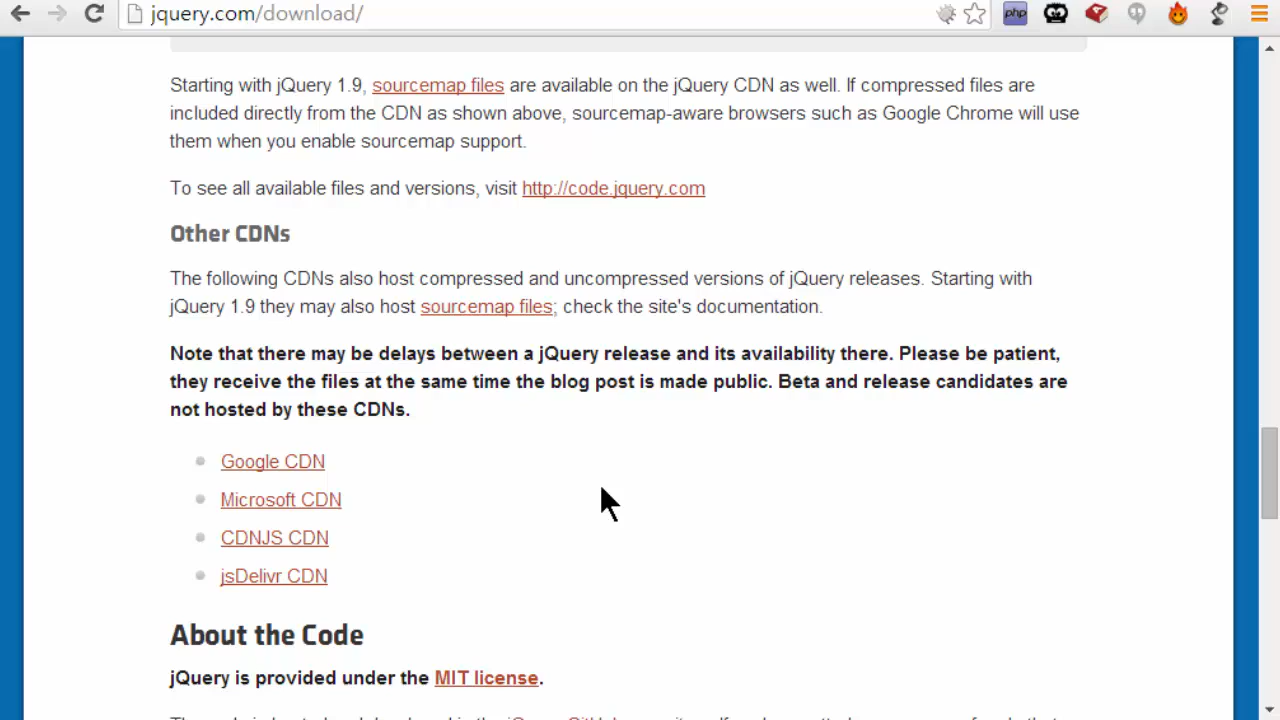 jquery.com/download/
php
Starting with jQuery 1.9, sourcemap files are available on the jQuery CDN as well. If compressed files are
included directly from the CDN as shown above, sourcemap-aware browsers such as Google Chrome will use
them when you enable sourcemap support.
To see all available files and versions, visit http://code.jquery.com
Other CDNs
The following CDNs also host compressed and uncompressed versions of jQuery releases. Starting with
jQuery 1.9 they may also host sourcemap files; check the site's documentation.
Note that there may be delays between a jQuery release and its availability there. Please be patient,
they receive the files at the same time the blog post is made public. Beta and release candidates are
not hosted by these CDNs.
Google CDN
Microsoft CDN
CDNJS CDN
jsDelivr CDN
About the Code
jQuery is provided under the MIT license.